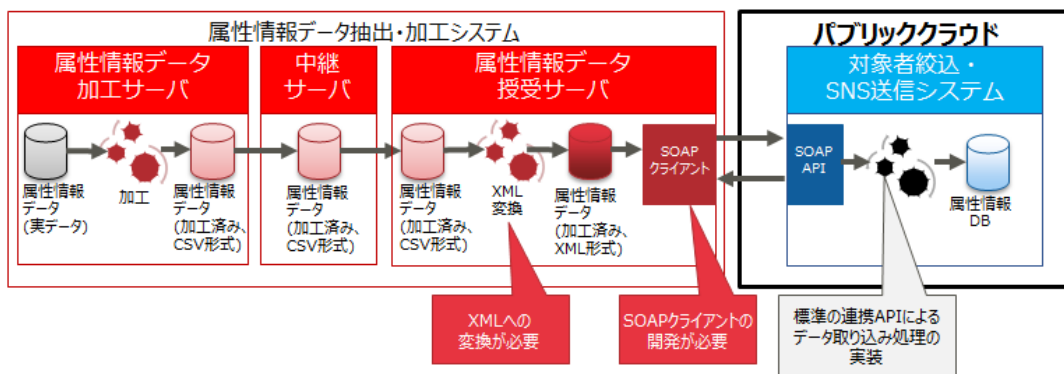 属性情報データ抽出・加工システム
パブリッククラウド
属性情報データ
加工サーバ
中継
サーバ
属性情報データ
授受サーバ
対象者絞込・
SNS送信システム
属性情報
データ
(実データ)
加工
属性情報
データ
(加工済み、
CSV形式)
属性情報
データ
(加工済み、
CSV形式)
属性情報
データ
(加工済み、
CSV形式)
XML
変換
属性情報
データ
(加工済み、
XML形式)
SOAP
クライアント
SOAP
API
属性情報
DB
XMLへの
変換が必要
SOAPクライアントの
開発が必要
標準の連携APIによる
データ取り込み処理の
実装